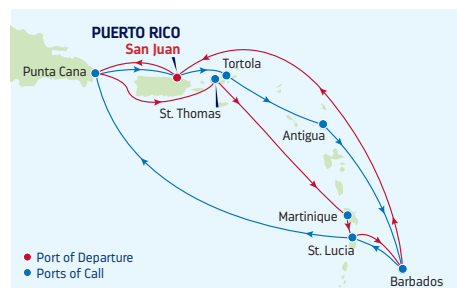 PUERTO RICO
San Juan
Punta Cana
Tortola
St. Thomas
Antigua
Martinique
St. Lucia
Barbados
Port of Departure
Ports of Call